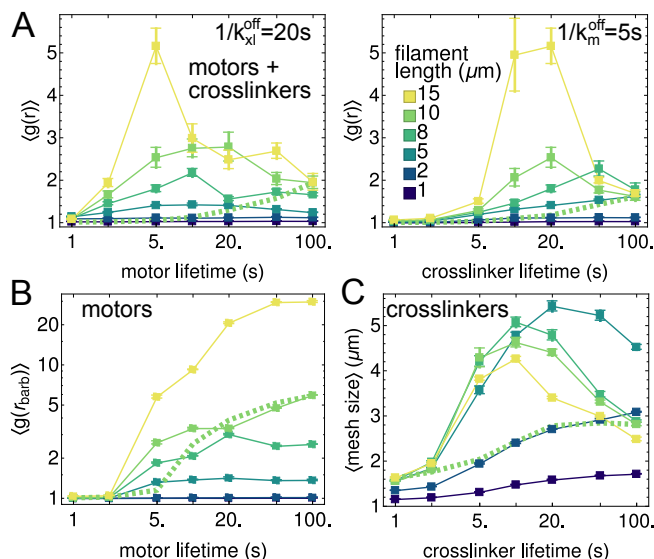 A
1/k_xl^off=20s
motors +
crosslinkers
⟨g(r)⟩
5
4
3
2
1
1 5. 20. 100.
motor lifetime (s)
1/k_m^off=5s
filament
length (μm)
15
10
8
5
2
1
⟨g(r)⟩
5
4
3
2
1
1 5. 20. 100.
crosslinker lifetime (s)
B
motors
⟨g(r_barb)⟩
20
10
5
2
1
1 5. 20. 100.
motor lifetime (s)
C
crosslinkers
⟨mesh size⟩ (μm)
5
4
3
2
1
1 5. 20. 100.
crosslinker lifetime (s)